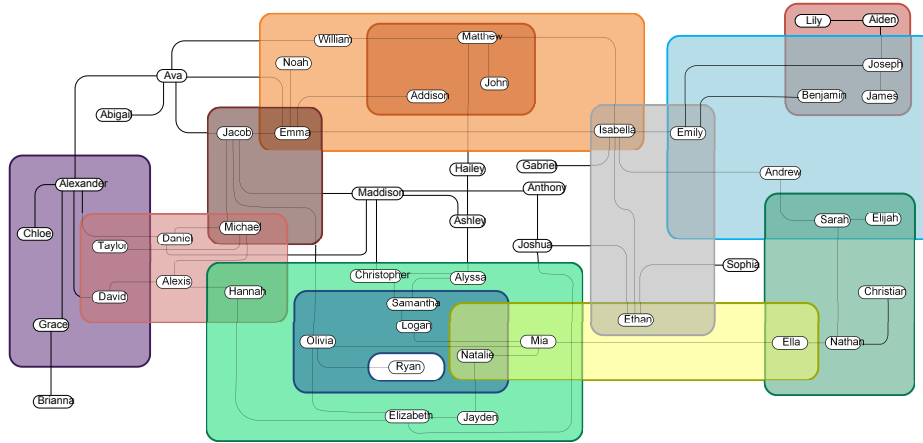 Lily
Aiden
William
Matthew
Noah
Joseph
Ava
John
Addison
Benjamin
James
Abigail
Jacob
Emma
Isabella
Emily
Hailey
Gabriel
Andrew
Alexander
Maddison
Anthony
Chloe
Michael
Ashley
Sarah
Elijah
Taylor
Daniel
Joshua
Sophia
Christopher
Alyssa
David
Alexis
Hannah
Christian
Samantha
Grace
Logan
Ethan
Olivia
Mia
Ella
Nathan
Natalie
Ryan
Brianna
Elizabeth
Jayden